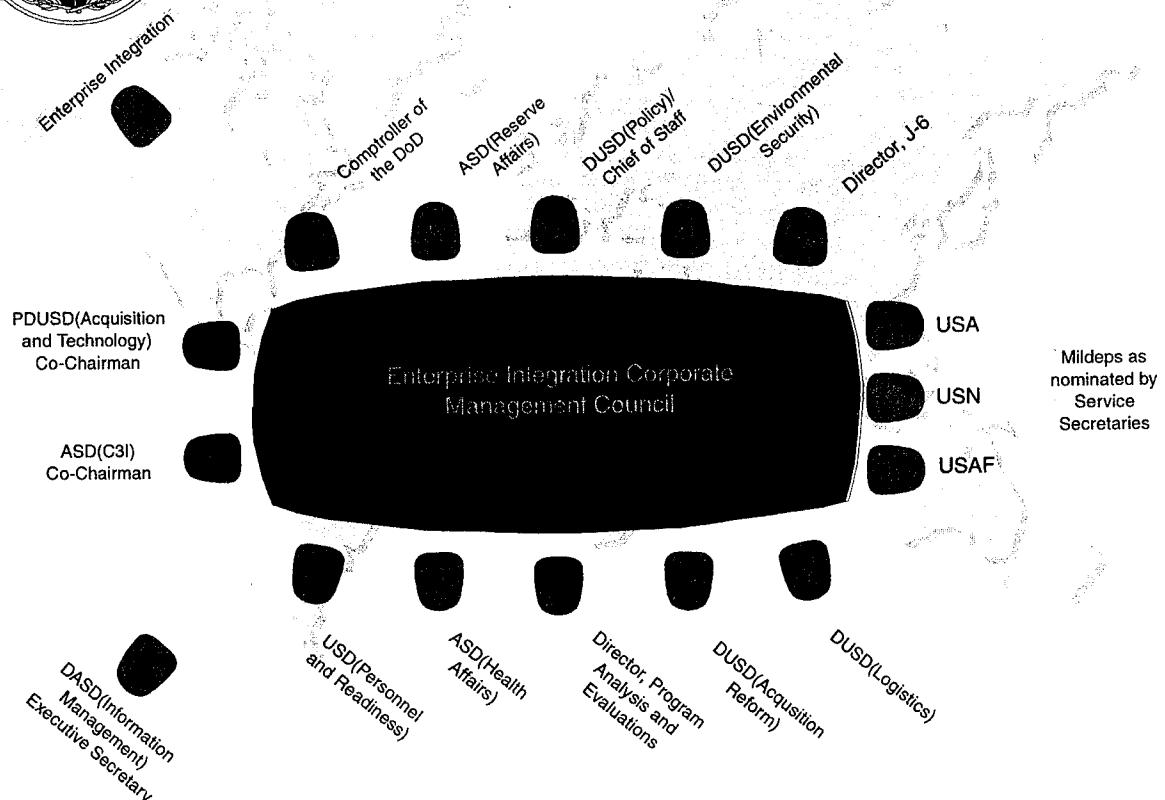 Enterprise Integration
Comptroller of
the DoD
ASD(Reserve
Affairs)
DUSD(Policy)/
Chief of Staff
DUSD(Environmental
Security)
Director, J-6
PDUSD(Acquisition
and Technology)
Co-Chairman
ASD(C3I)
Co-Chairman
Enterprise Integration Corporate
Management Council
USA
USN
USAF
Mildeps as
nominated by
Service
Secretaries
DASD(Information
Management)
Executive Secretary
USD(Personnel
and Readiness)
ASD(Health
Affairs)
Director, Program
Analysis and
Evaluations
DUSD(Acqusition
Reform)
DUSD(Logistics)